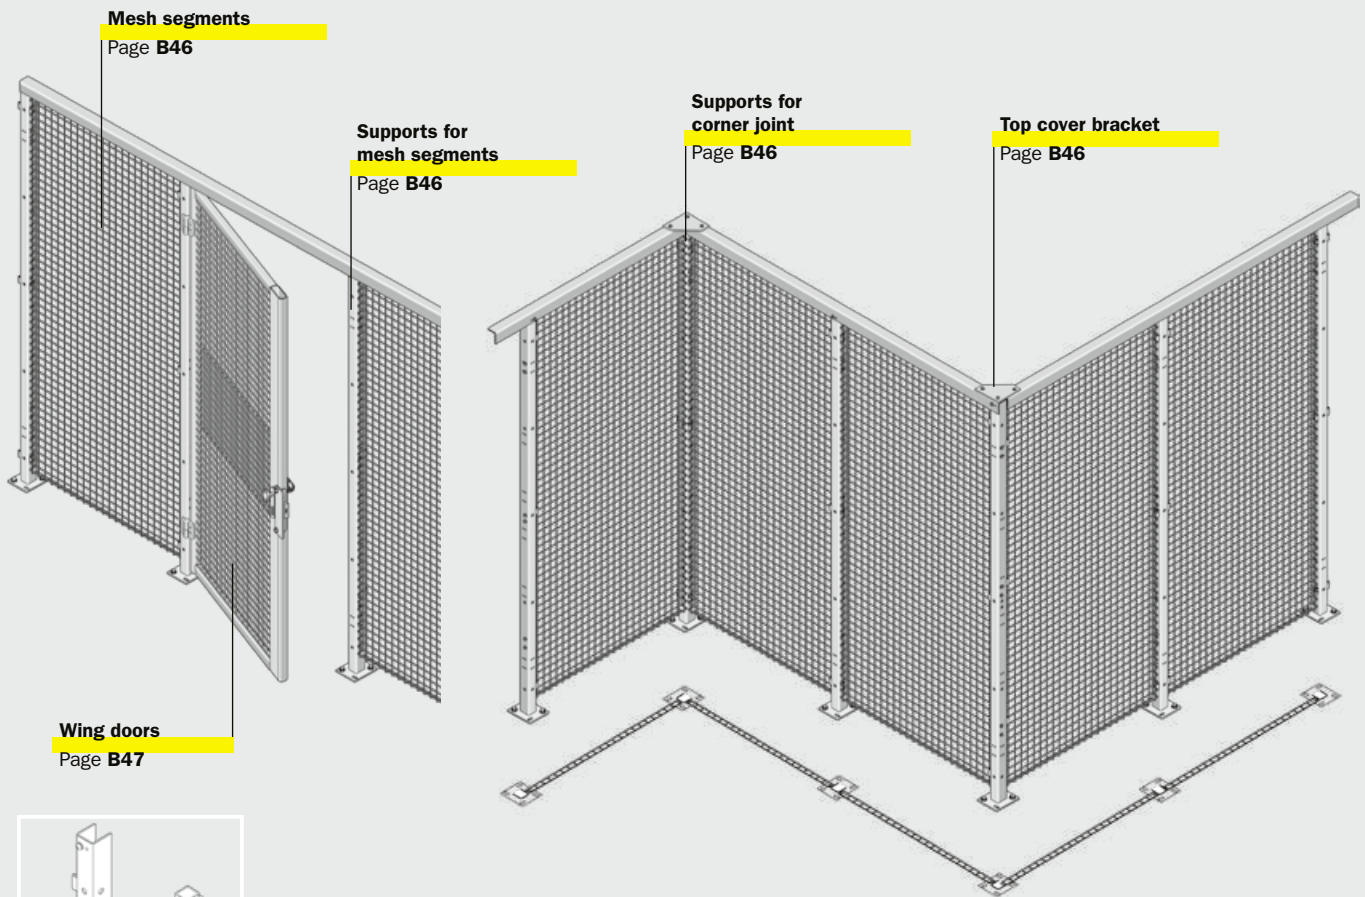 Mesh segments
Page B46
Supports for
mesh segments
Page B46
Supports for
corner joint
Page B46
Top cover bracket
Page B46
Wing doors
Page B47